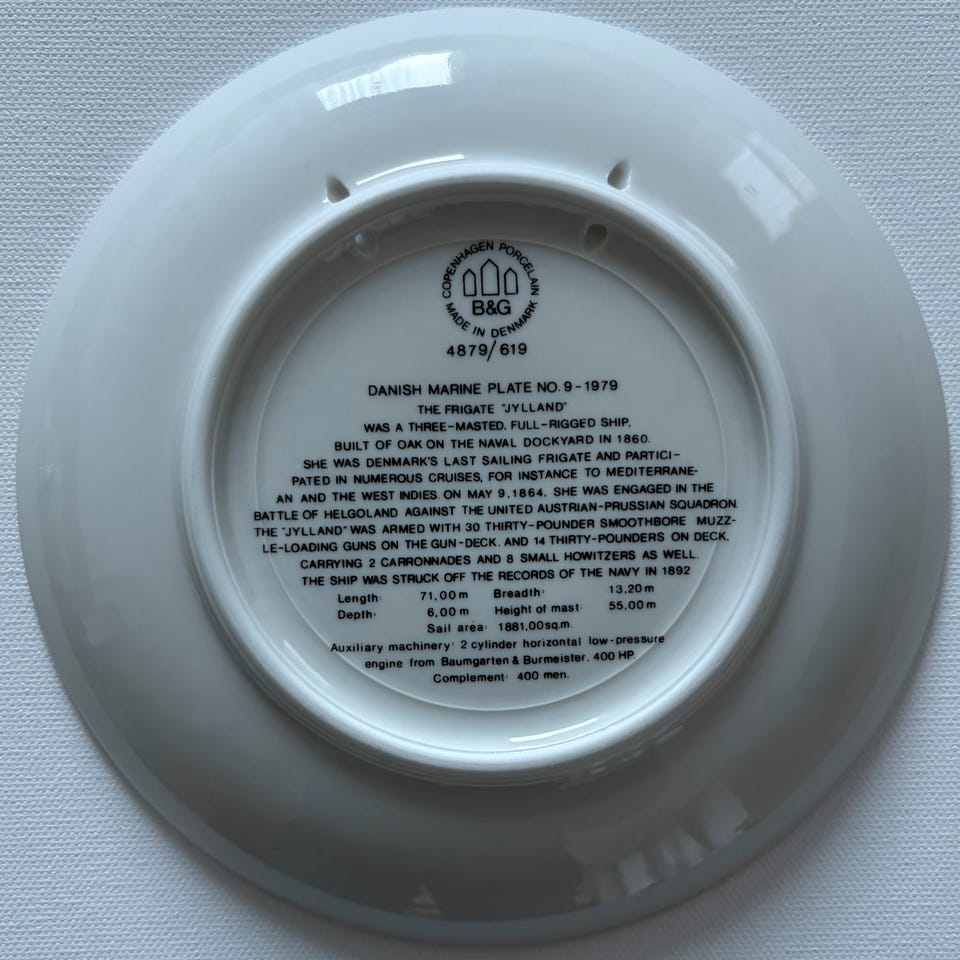 COPENHAGEN PORCELAIN
B&G
MADE IN DENMARK
4879/619
DANISH MARINE PLATE NO. 9 - 1979
THE FRIGATE "JYLLAND"
WAS A THREE-MASTED, FULL-RIGGED SHIP,
BUILT OF OAK ON THE NAVAL DOCKYARD IN 1860.
SHE WAS DENMARK'S LAST SAILING FRIGATE AND PARTICI-
PATED IN NUMEROUS CRUISES, FOR INSTANCE TO MEDITERRANE-
AN AND THE WEST INDIES. ON MAY 9, 1864, SHE WAS ENGAGED IN THE
BATTLE OF HELGOLAND AGAINST THE UNITED AUSTRIAN-PRUSSIAN SQUADRON.
THE "JYLLAND" WAS ARMED WITH 30 THIRTY-POUNDER SMOOTHBORE MUZZ-
LE-LOADING GUNS ON THE GUN-DECK. AND 14 THIRTY-POUNDERS ON DECK,
CARRYING 2 CARRONNADES AND 8 SMALL HOWITZERS AS WELL.
THE SHIP WAS STRUCK OFF THE RECORDS OF THE NAVY IN 1892
Length: 71,00 m Breadth: 13.20 m
Depth: 6,00 m Height of mast: 55,00 m
Sail area: 1881,00 sq.m.
Auxiliary machinery: 2 cylinder horizontal low-pressure
engine from Baumgarten & Burmeister, 400 HP.
Complement: 400 men.